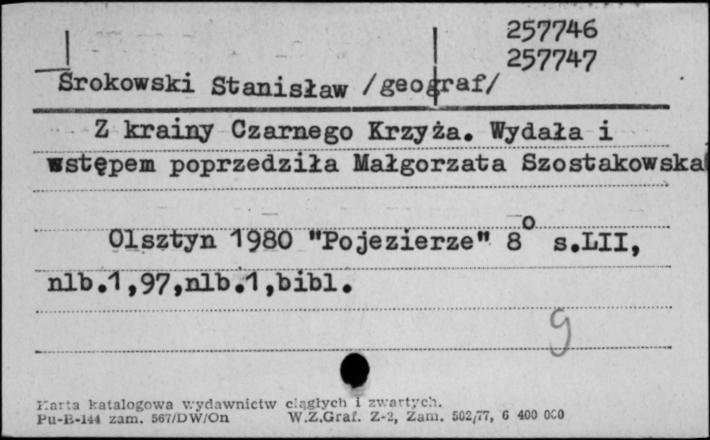 257746
257747
Srokowski Stanisław /geograf/
Z krainy Czarnego Krzyża. Wydała i
wstępem poprzedziła Małgorzata Szostakowska
Olsztyn 1980 "Pojezierze" 8° s.LII,
nlb.1,97,nlb.1,bibl.
g
Karta katalogowa wydawnictw ciągłych i zwartych.
Pu-B-144 zam. 567/DW/On W.Z.Graf. Z-2, Zam. 502/77, 6 400 000